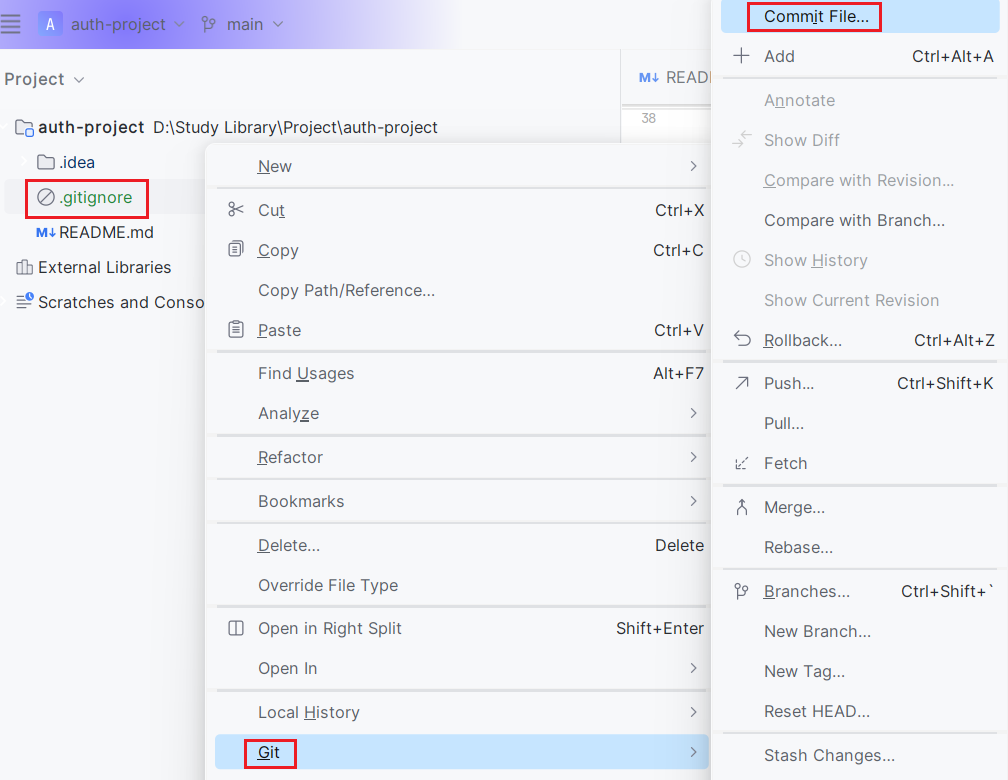 A auth-project main
Project
auth-project D:\Study Library\Project\auth-project
.idea
.gitignore
M↓ README.md
External Libraries
Scratches and Conso
M↓ READ
38
New
Cut Ctrl+X
Copy Ctrl+C
Copy Path/Reference...
Paste Ctrl+V
Find Usages Alt+F7
Analyze
Refactor
Bookmarks
Delete... Delete
Override File Type
Open in Right Split Shift+Enter
Open In
Local History
Git
Commit File...
Add Ctrl+Alt+A
Annotate
Show Diff
Compare with Revision...
Compare with Branch...
Show History
Show Current Revision
Rollback... Ctrl+Alt+Z
Push... Ctrl+Shift+K
Pull...
Fetch
Merge...
Rebase...
Branches... Ctrl+Shift+`
New Branch...
New Tag...
Reset HEAD...
Stash Changes...